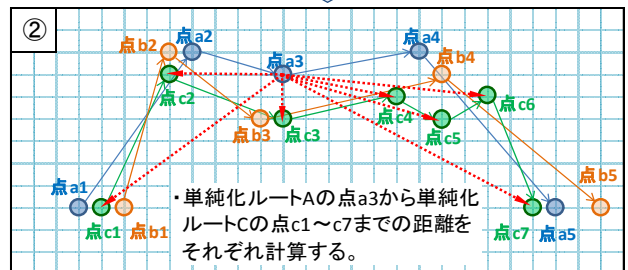 ②
点b2
点a2
点a4
点a3
点b4
点c2
点c6
点b3
点c3
点c4
点c5
点a1
点b5
点c1
点b1
点c7
点a5
・単純化ルートAの点a3から単純化
ルートCの点c1～c7までの距離を
それぞれ計算する。